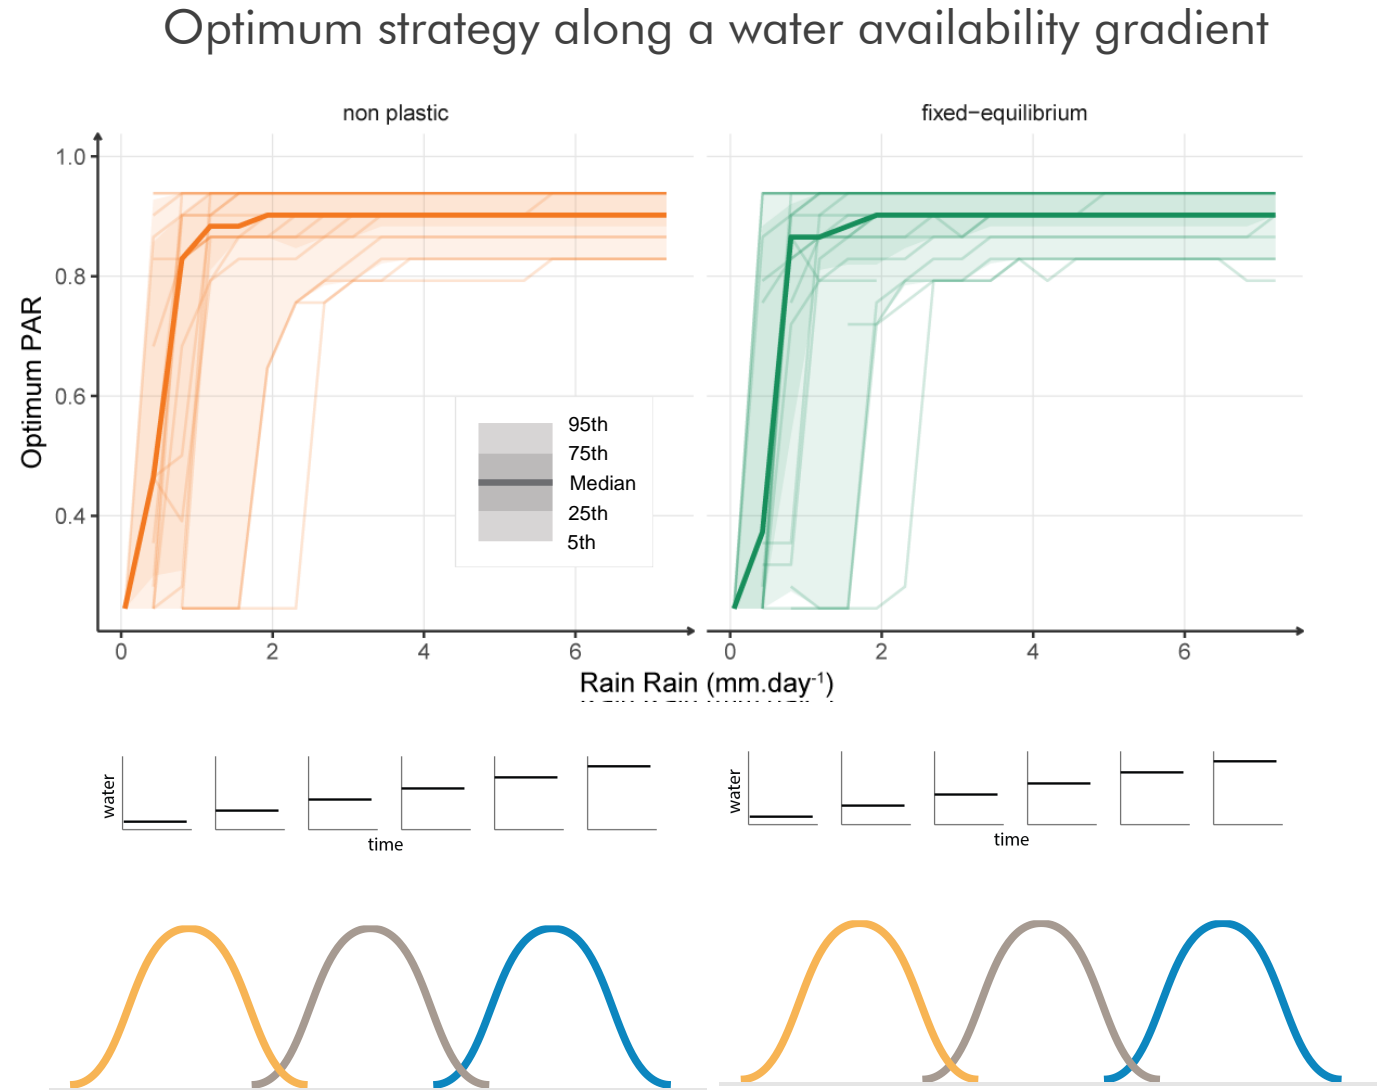 Optimum strategy along a water availability gradient
non plastic
fixed−equilibrium
Optimum PAR
1.0
0.8
0.6
0.4
95th
75th
Median
25th
5th
0 2 4 6
0 2 4 6
Rain Rain (mm.day⁻¹)
water
time
water
time